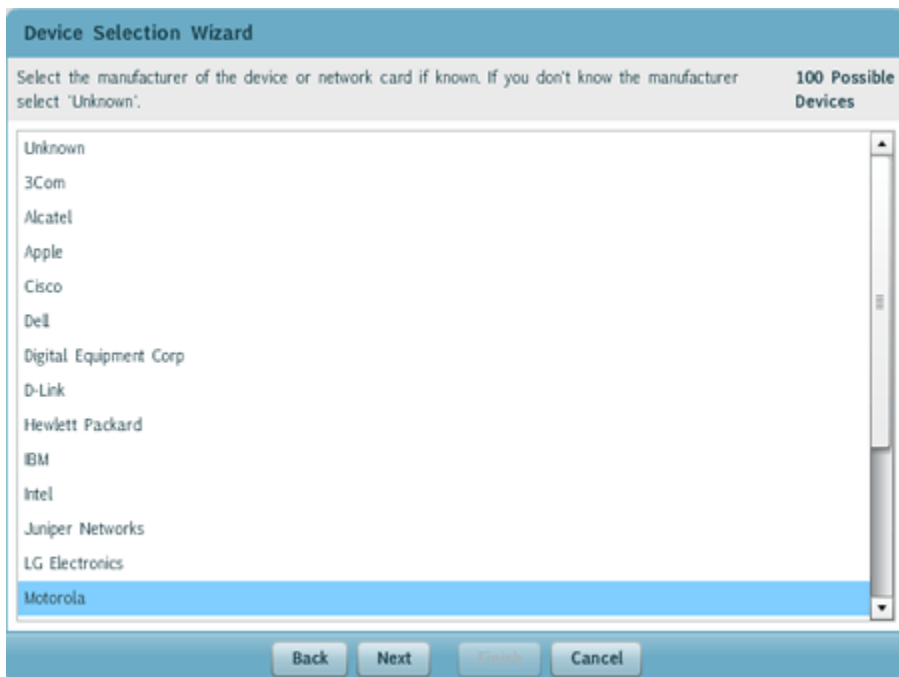 Device Selection Wizard
Select the manufacturer of the device or network card if known. If you don't know the manufacturer
select 'Unknown'.
100 Possible
Devices
Unknown
3Com
Alcatel
Apple
Cisco
Dell
Digital Equipment Corp
D-Link
Hewlett Packard
IBM
Intel
Juniper Networks
LG Electronics
Motorola
Back Next Finish Cancel